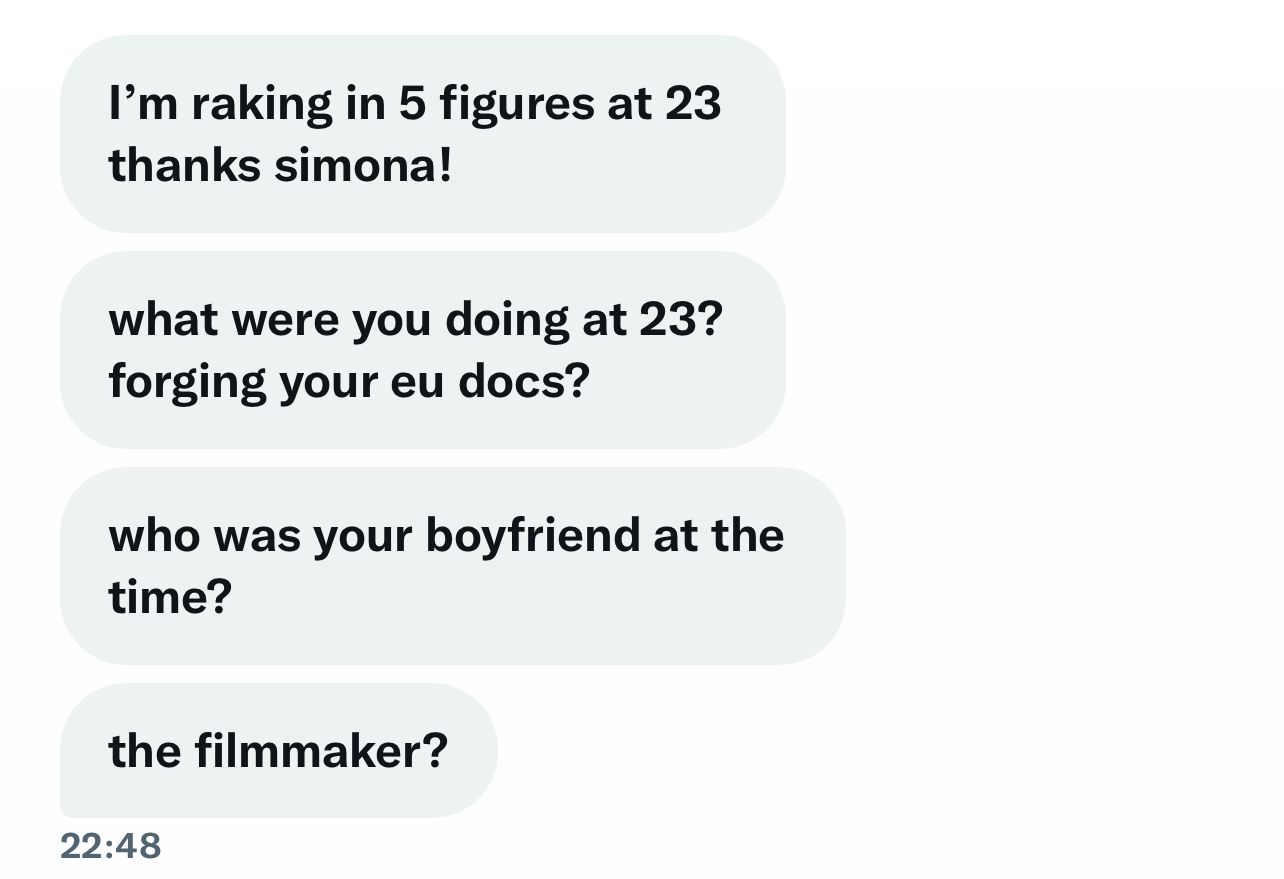 I’m raking in 5 figures at 23
thanks simona!
what were you doing at 23?
forging your eu docs?
who was your boyfriend at the
time?
the filmmaker?
22:48